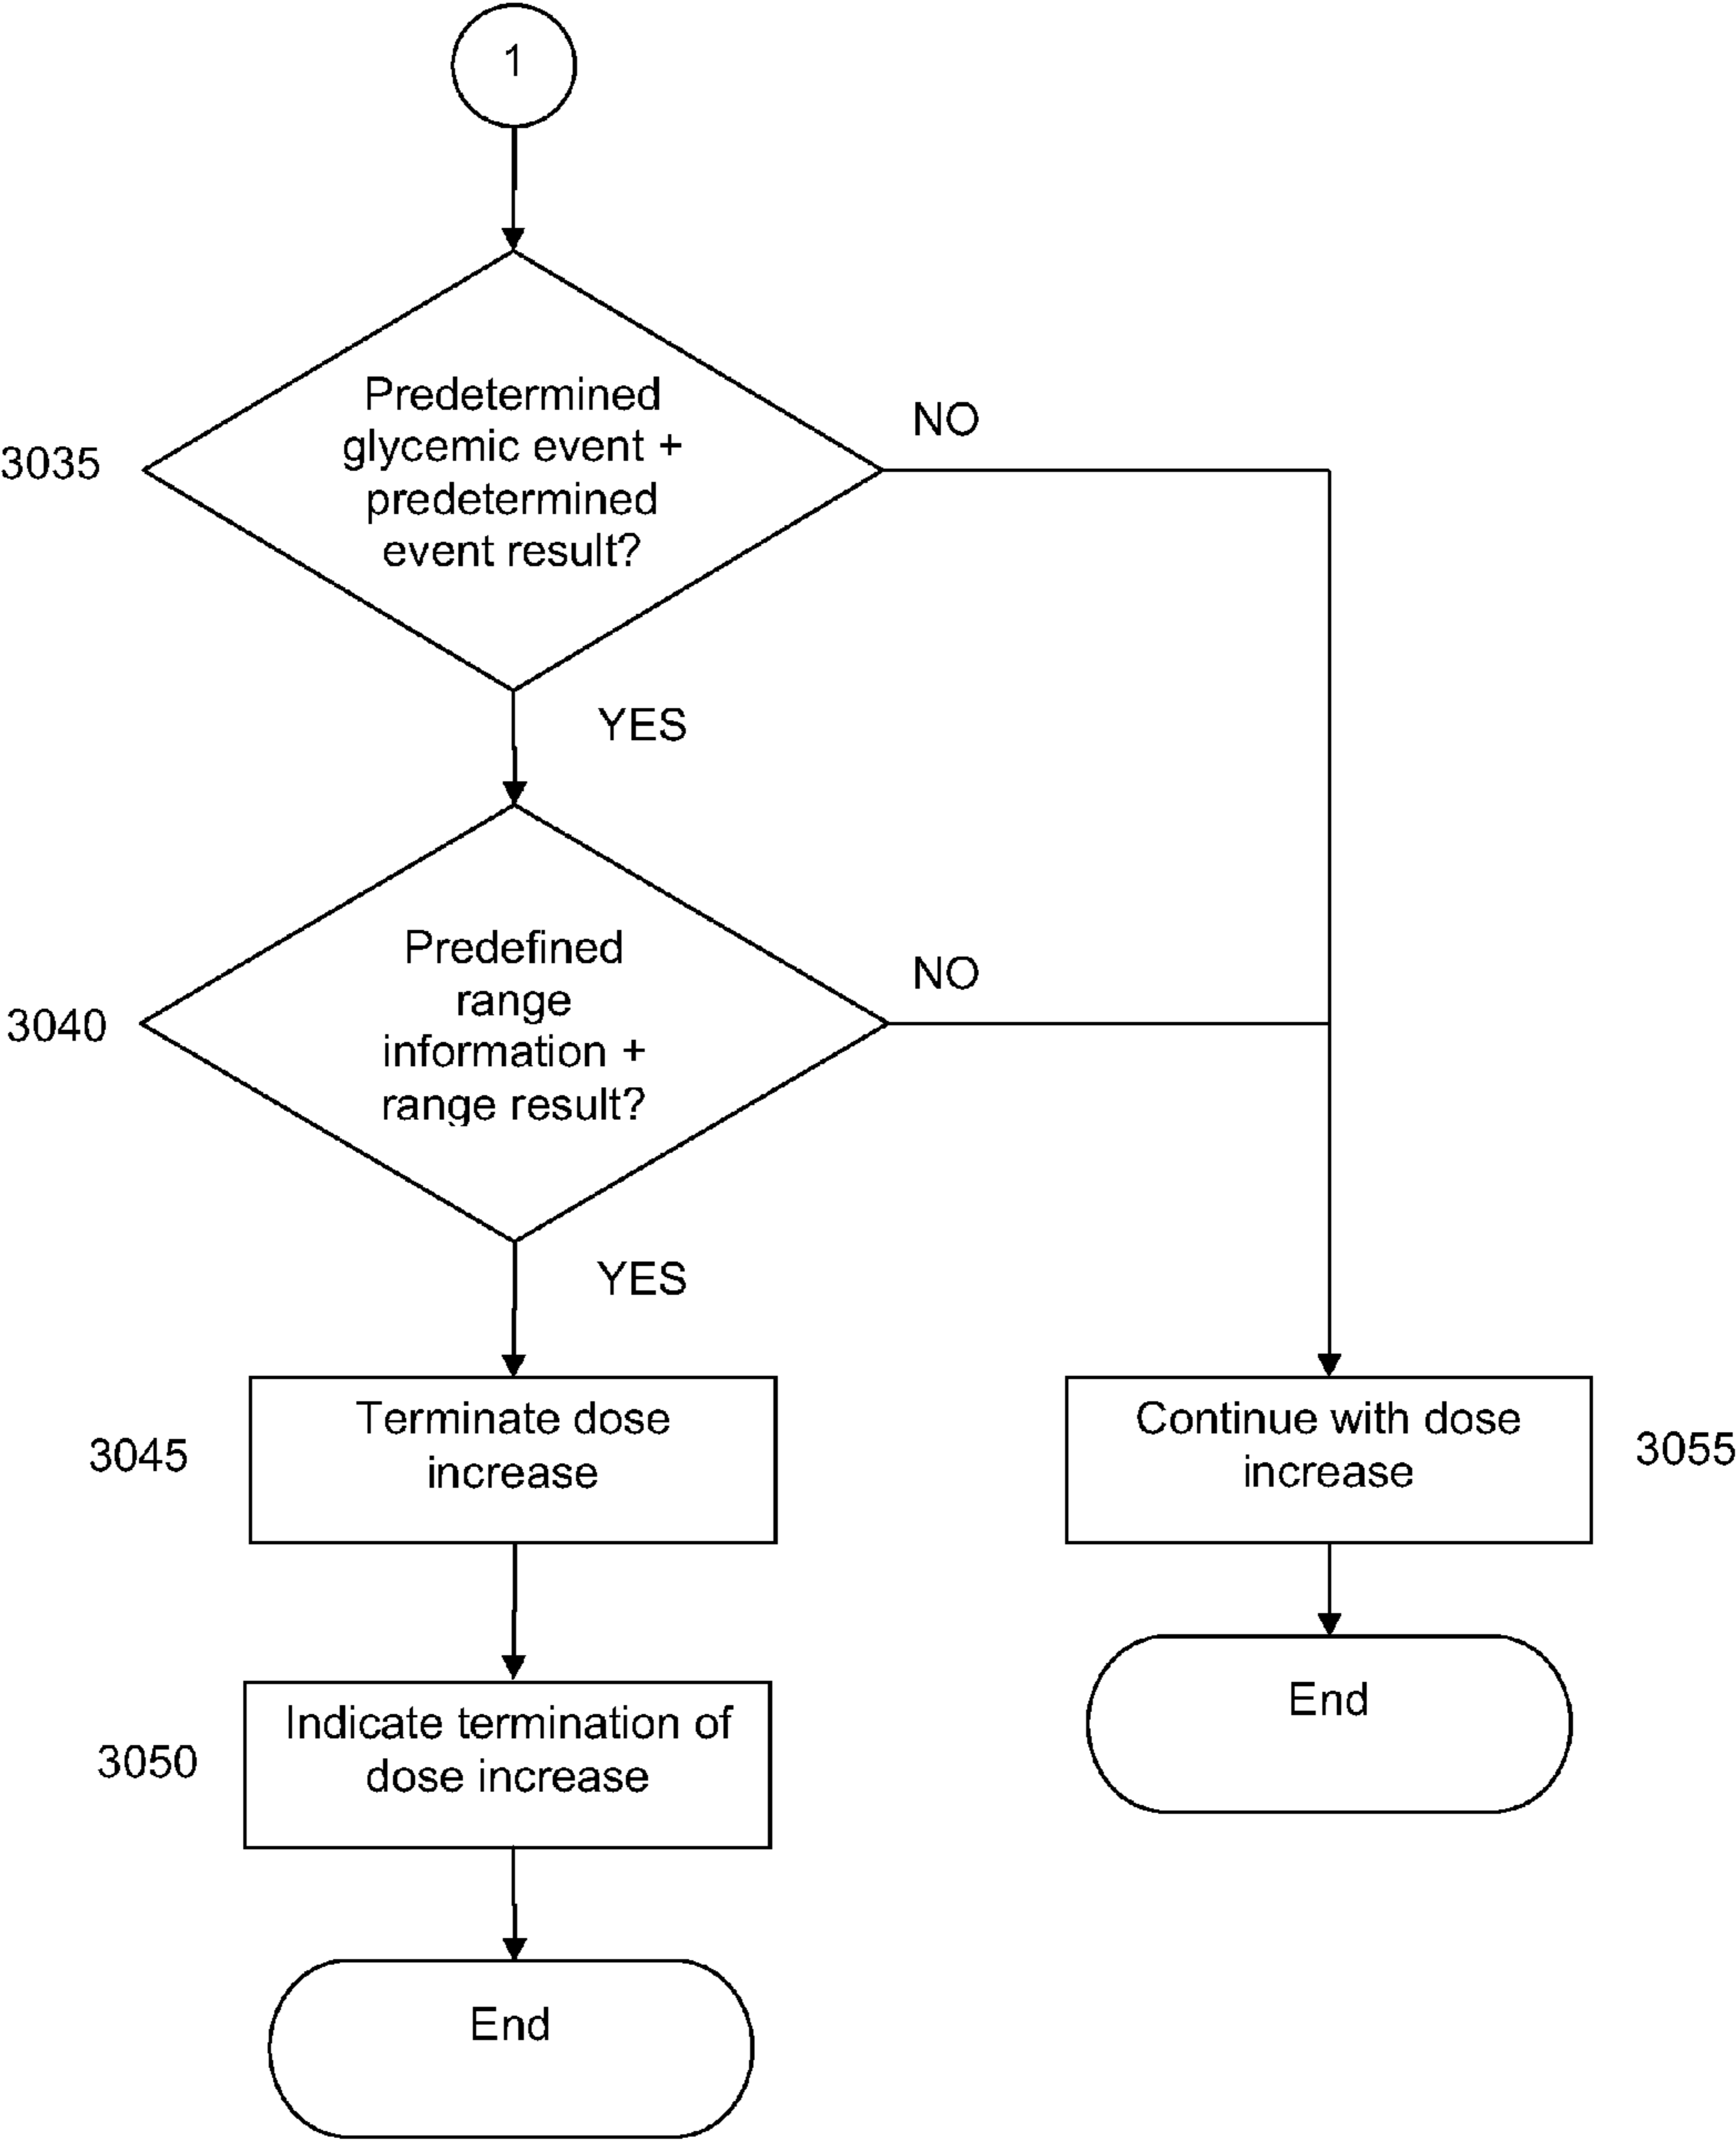 1
Predetermined
glycemic event +
predetermined
event result?
3035
NO
YES
Predefined
range
information +
range result?
3040
NO
YES
Terminate dose
increase
3045
Continue with dose
increase
3055
Indicate termination of
dose increase
3050
End
End